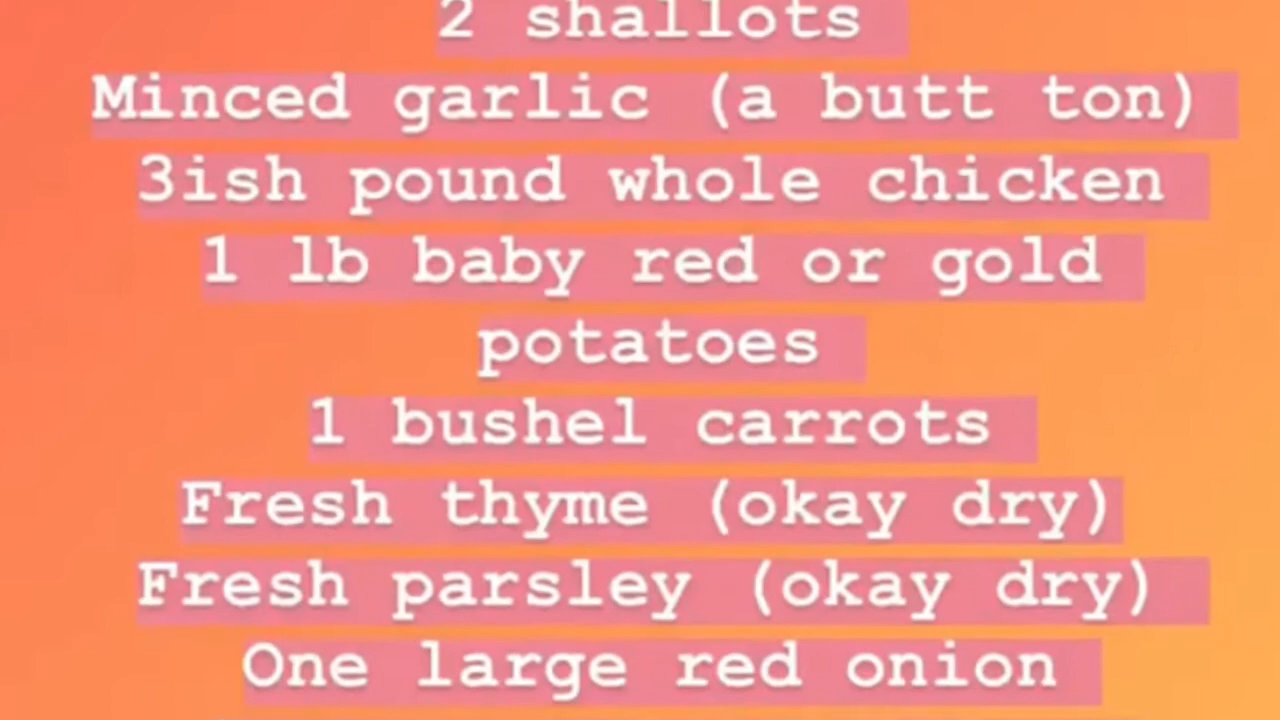 2 shallots
Minced garlic (a butt ton)
3ish pound whole chicken
1 lb baby red or gold
potatoes
1 bushel carrots
Fresh thyme (okay dry)
Fresh parsley (okay dry)
One large red onion